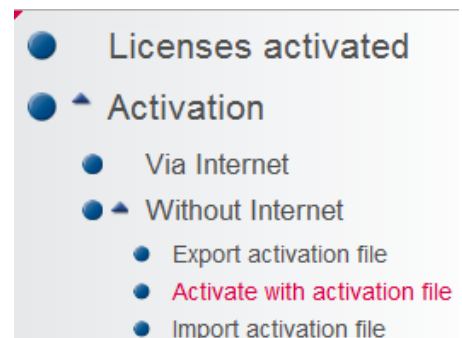 Licenses activated
Activation
Via Internet
Without Internet
Export activation file
Activate with activation file
Import activation file